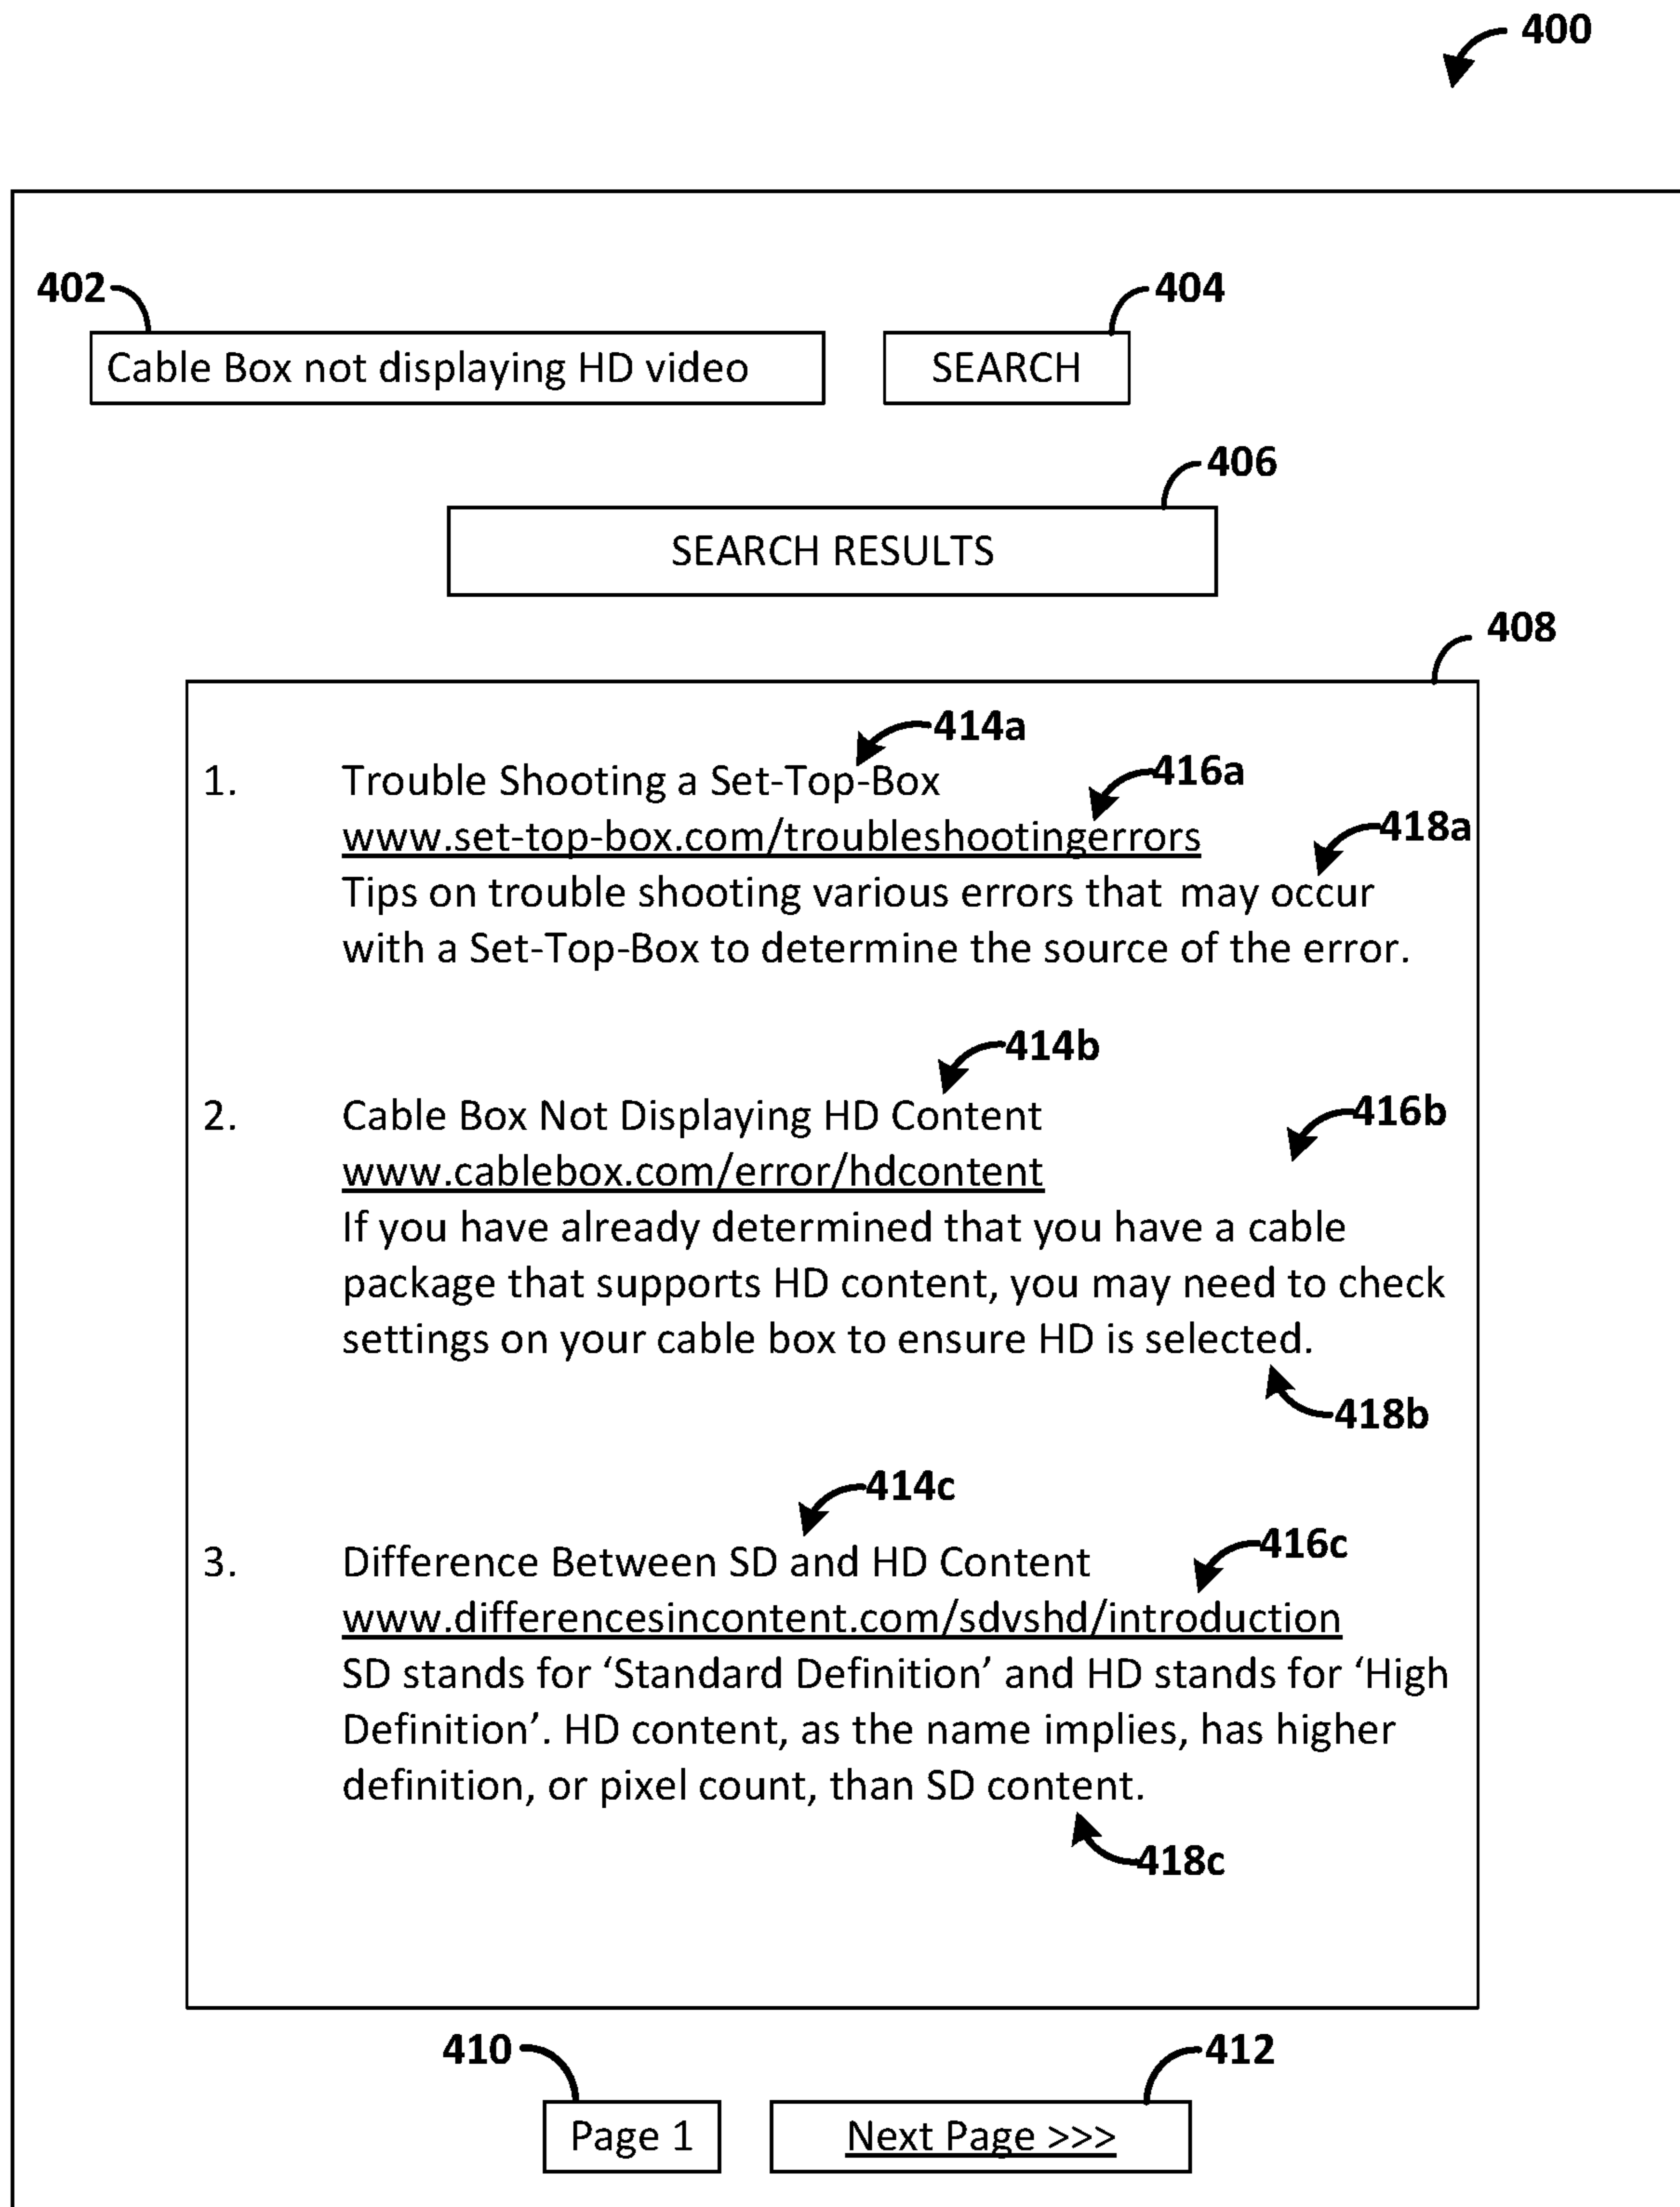 400
402
404
Cable Box not displaying HD video
SEARCH
406
SEARCH RESULTS
408
414a
1. Trouble Shooting a Set-Top-Box
416a
www.set-top-box.com/troubleshootingerrors
418a
Tips on trouble shooting various errors that may occur
with a Set-Top-Box to determine the source of the error.
414b
2. Cable Box Not Displaying HD Content
416b
www.cablebox.com/error/hdcontent
If you have already determined that you have a cable
package that supports HD content, you may need to check
settings on your cable box to ensure HD is selected.
418b
414c
3. Difference Between SD and HD Content
416c
www.differencesincontent.com/sdvshd/introduction
SD stands for ‘Standard Definition’ and HD stands for ‘High
Definition’. HD content, as the name implies, has higher
definition, or pixel count, than SD content.
418c
410
412
Page 1
Next Page >>>